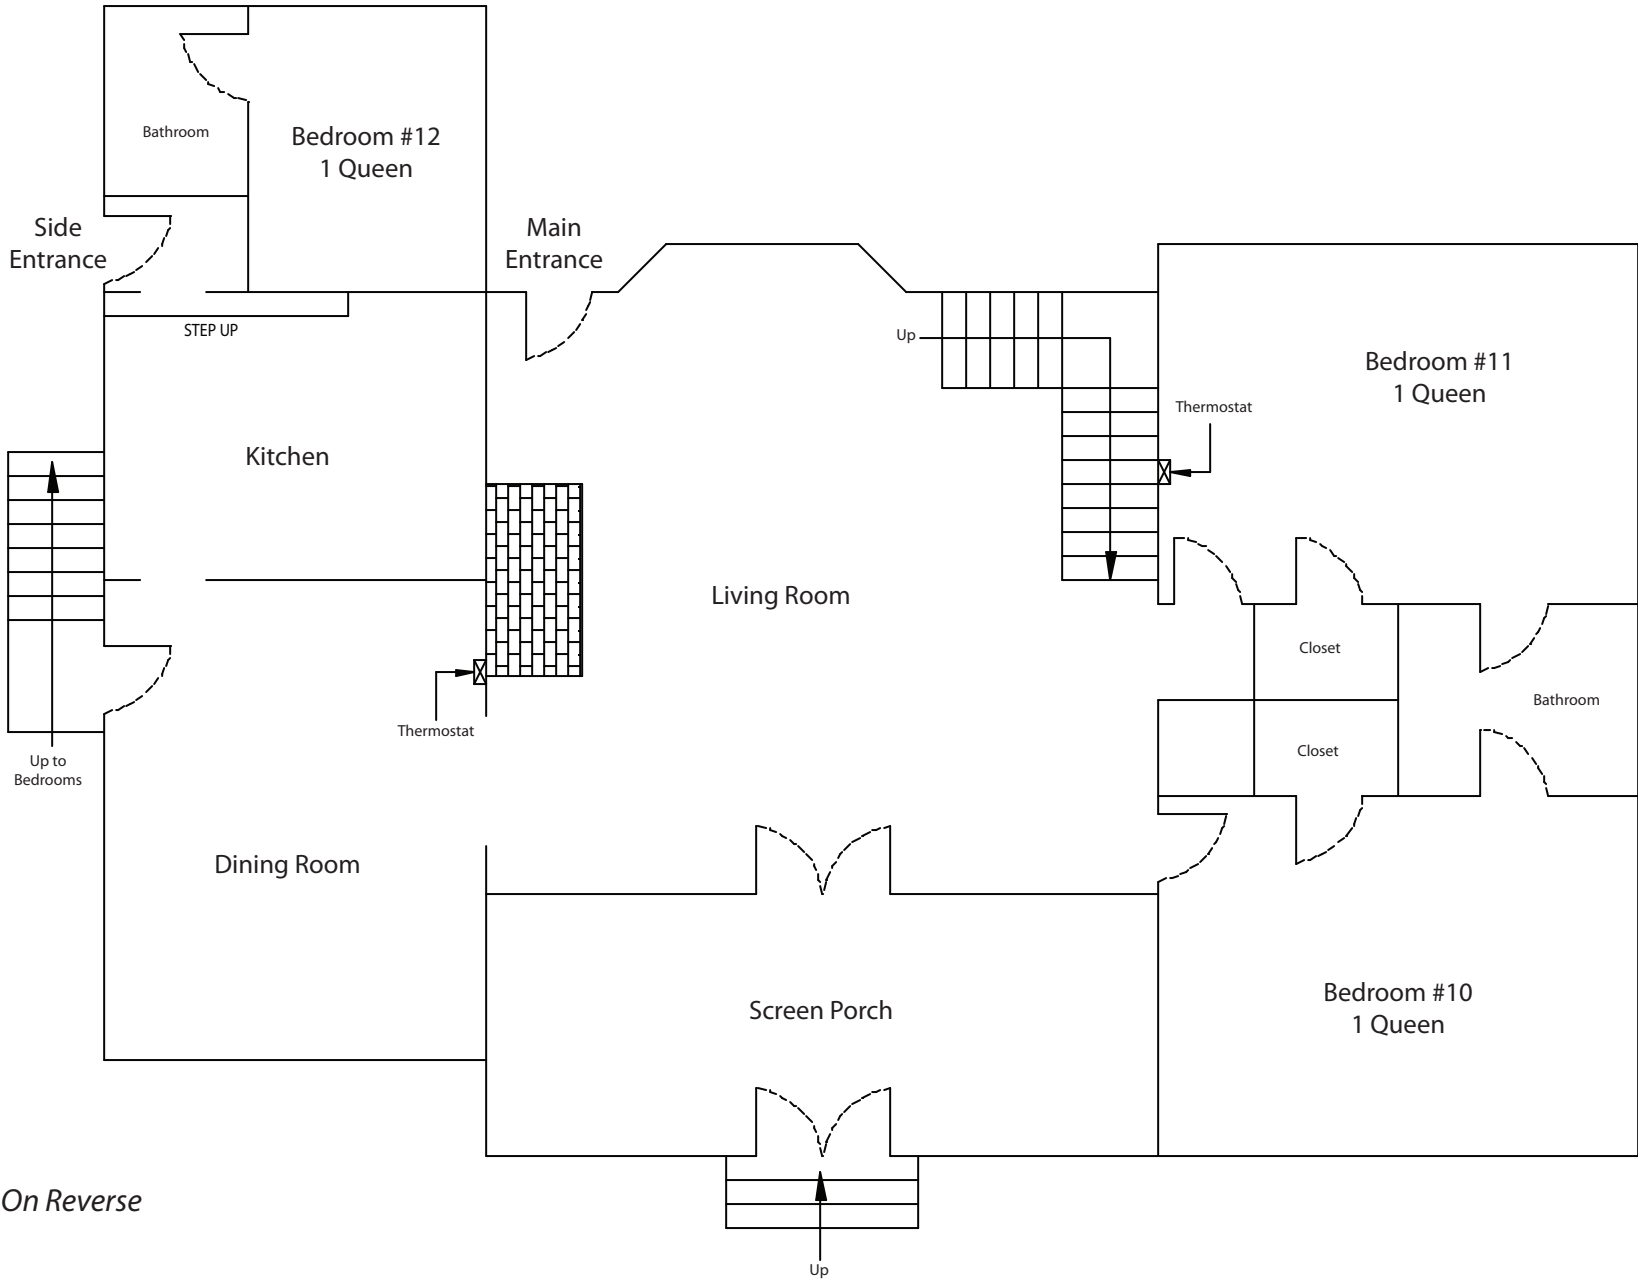 Bathroom
Bedroom #12
1 Queen
Side
Entrance
Main
Entrance
STEP UP
Up
Bedroom #11
1 Queen
Thermostat
Kitchen
Living Room
Closet
Bathroom
Thermostat
Closet
Up to
Bedrooms
Dining Room
Screen Porch
Bedroom #10
1 Queen
On Reverse
Up